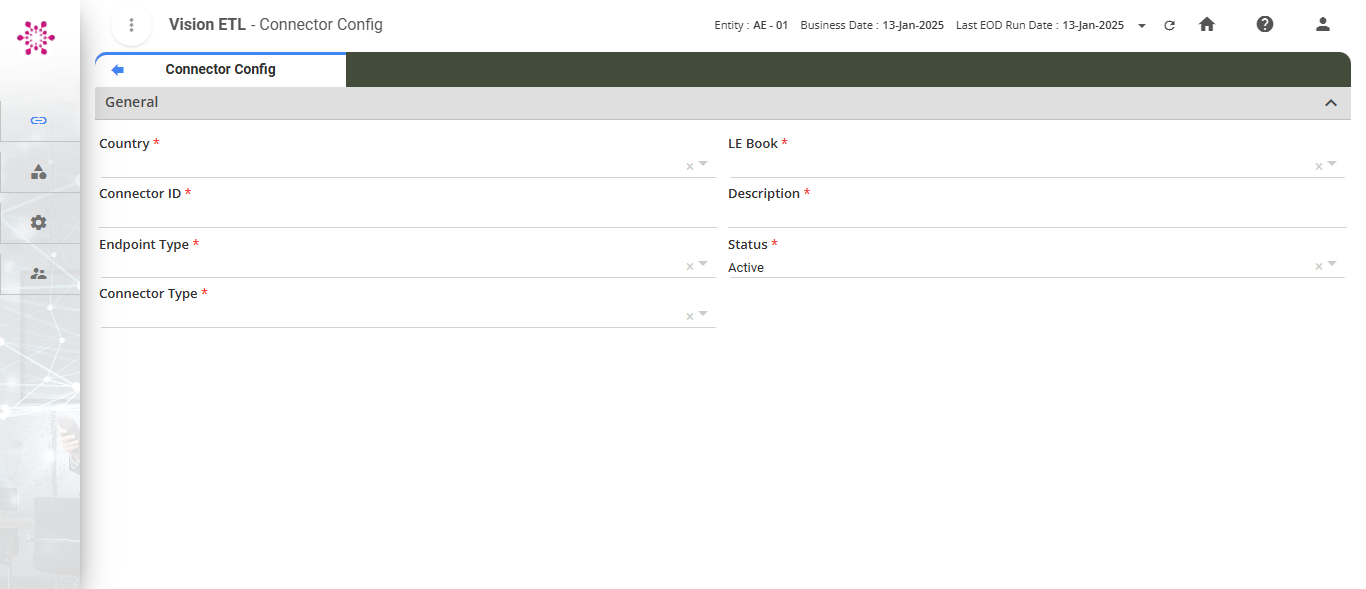 Vision ETL - Connector Config
Entity : AE - 01 Business Date : 13-Jan-2025 Last EOD Run Date : 13-Jan-2025
Connector Config
General
Country *
LE Book *
Connector ID *
Description *
Endpoint Type *
Status *
Active
Connector Type *